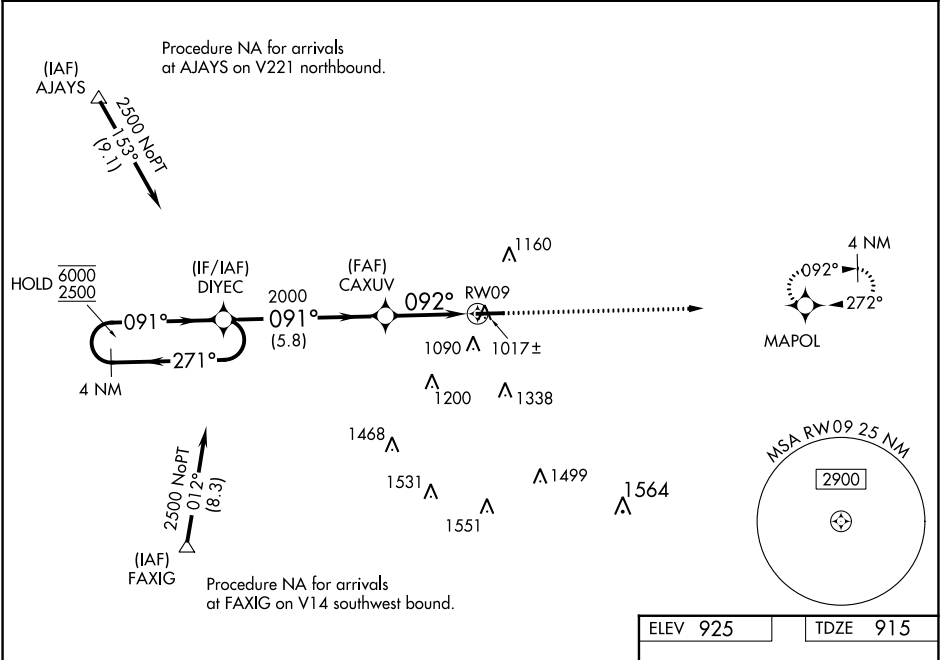 Procedure NA for arrivals
at AJAYS on V221 northbound.
(IAF)
AJAYS
2500 NoPT
153°
(9.1)
1160
4 NM
092°
272°
MAPOL
HOLD 6000
2500
(IF/IAF)
DIYEC
(FAF)
CAXUV
RW09
2000
091°
091°
(5.8)
092°
271°
4 NM
1090
1017±
1200
1338
1468
1531
1499
1551
1564
2500 NoPT
012°
(8.3)
(IAF)
FAXIG
Procedure NA for arrivals
at FAXIG on V14 southwest bound.
MSA RW09 25 NM
2900
ELEV 925
TDZE 915